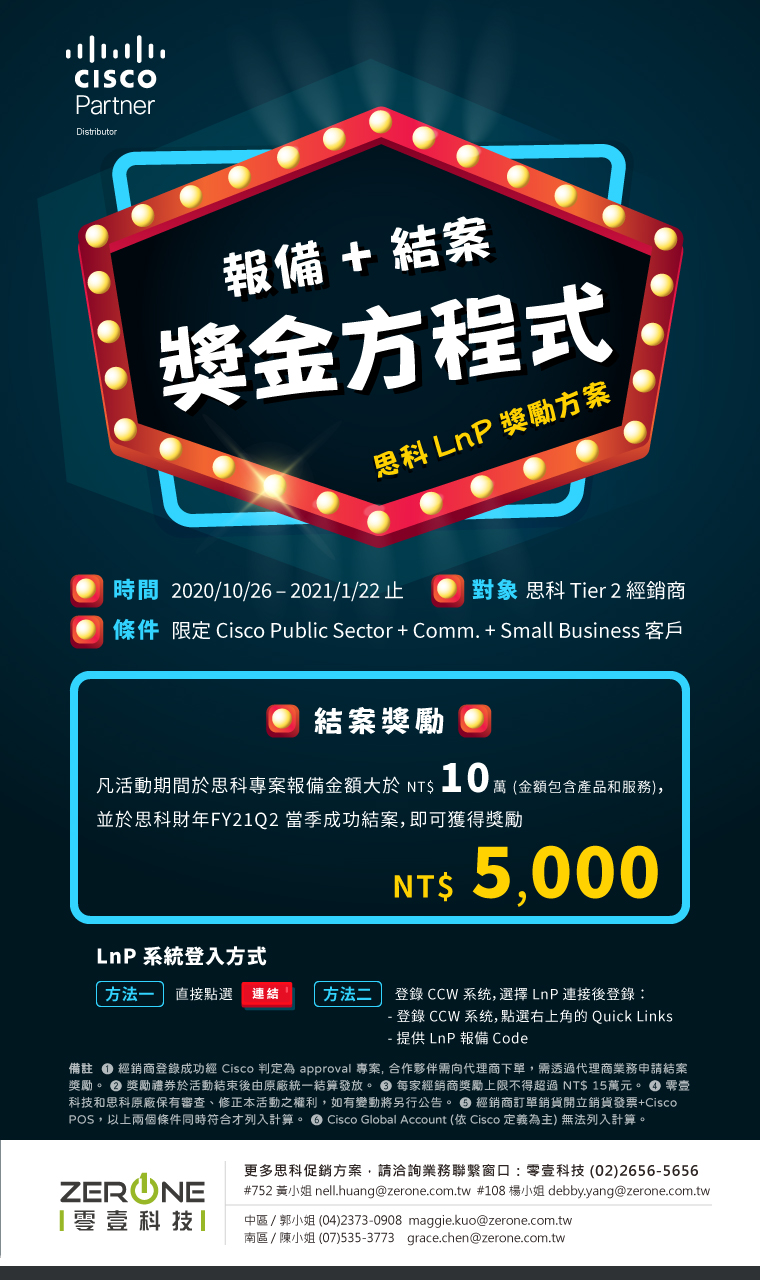 CISCO
Partner
Distributor
報備 + 結案
獎金方程式
思科 LnP 獎勵方案
時間 2020/10/26 – 2021/1/22 止 對象 思科 Tier 2 經銷商
條件 限定 Cisco Public Sector + Comm. + Small Business 客戶
結案獎勵
凡活動期間於思科專案報備金額大於 NT$ 10 萬 (金額包含產品和服務),
並於思科財年FY21Q2 當季成功結案, 即可獲得獎勵
NT$ 5,000
LnP 系統登入方式
方法一 直接點選 連結 方法二 登錄 CCW 系统, 選擇 LnP 連接後登錄：
- 登錄 CCW 系统, 點選右上角的 Quick Links
- 提供 LnP 報備 Code
備註 ❶ 經銷商登錄成功經 Cisco 判定為 approval 專案, 合作夥伴需向代理商下單，需透過代理商業務申請結案
獎勵。 ❷ 獎勵禮券於活動結束後由原廠統一結算發放。 ❸ 每家經銷商獎勵上限不得超過 NT$ 15萬元。 ❹ 零壹
科技和思科原廠保有審查、修正本活動之權利，如有變動將另行公告。 ❺ 經銷商訂單銷貨開立銷貨發票+Cisco
POS，以上兩個條件同時符合才列入計算。 ❻ Cisco Global Account (依 Cisco 定義為主) 無法列入計算。
ZERONE
零壹科技
更多思科促銷方案，請洽詢業務聯繫窗口：零壹科技 (02)2656-5656
#752 黃小姐 nell.huang@zerone.com.tw #108 楊小姐 debby.yang@zerone.com.tw
中區 / 郭小姐 (04)2373-0908 maggie.kuo@zerone.com.tw
南區 / 陳小姐 (07)535-3773 grace.chen@zerone.com.tw